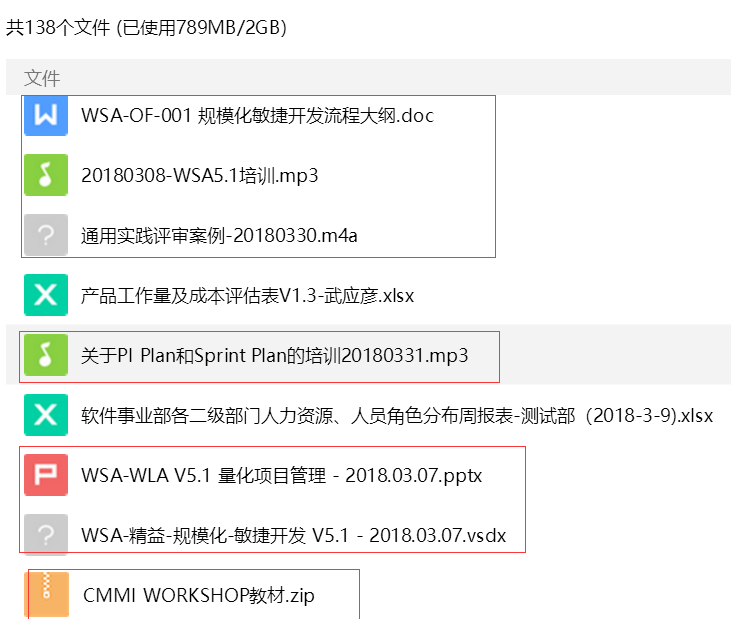 共138个文件 (已使用789MB/2GB)
文件
WSA-OF-001 规模化敏捷开发流程大纲.doc
20180308-WSA5.1培训.mp3
通用实践评审案例-20180330.m4a
产品工作量及成本评估表V1.3-武应彦.xlsx
关于PI Plan和Sprint Plan的培训20180331.mp3
软件事业部各二级部门人力资源、人员角色分布周报表-测试部（2018-3-9).xlsx
WSA-WLA V5.1 量化项目管理 - 2018.03.07.pptx
WSA-精益-规模化-敏捷开发 V5.1 - 2018.03.07.vsdx
CMMI WORKSHOP教材.zip